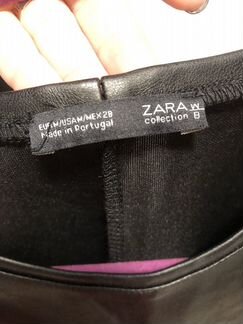 EUR M/USA M/MEX 28
Made in Portugal
ZARA W
collection B